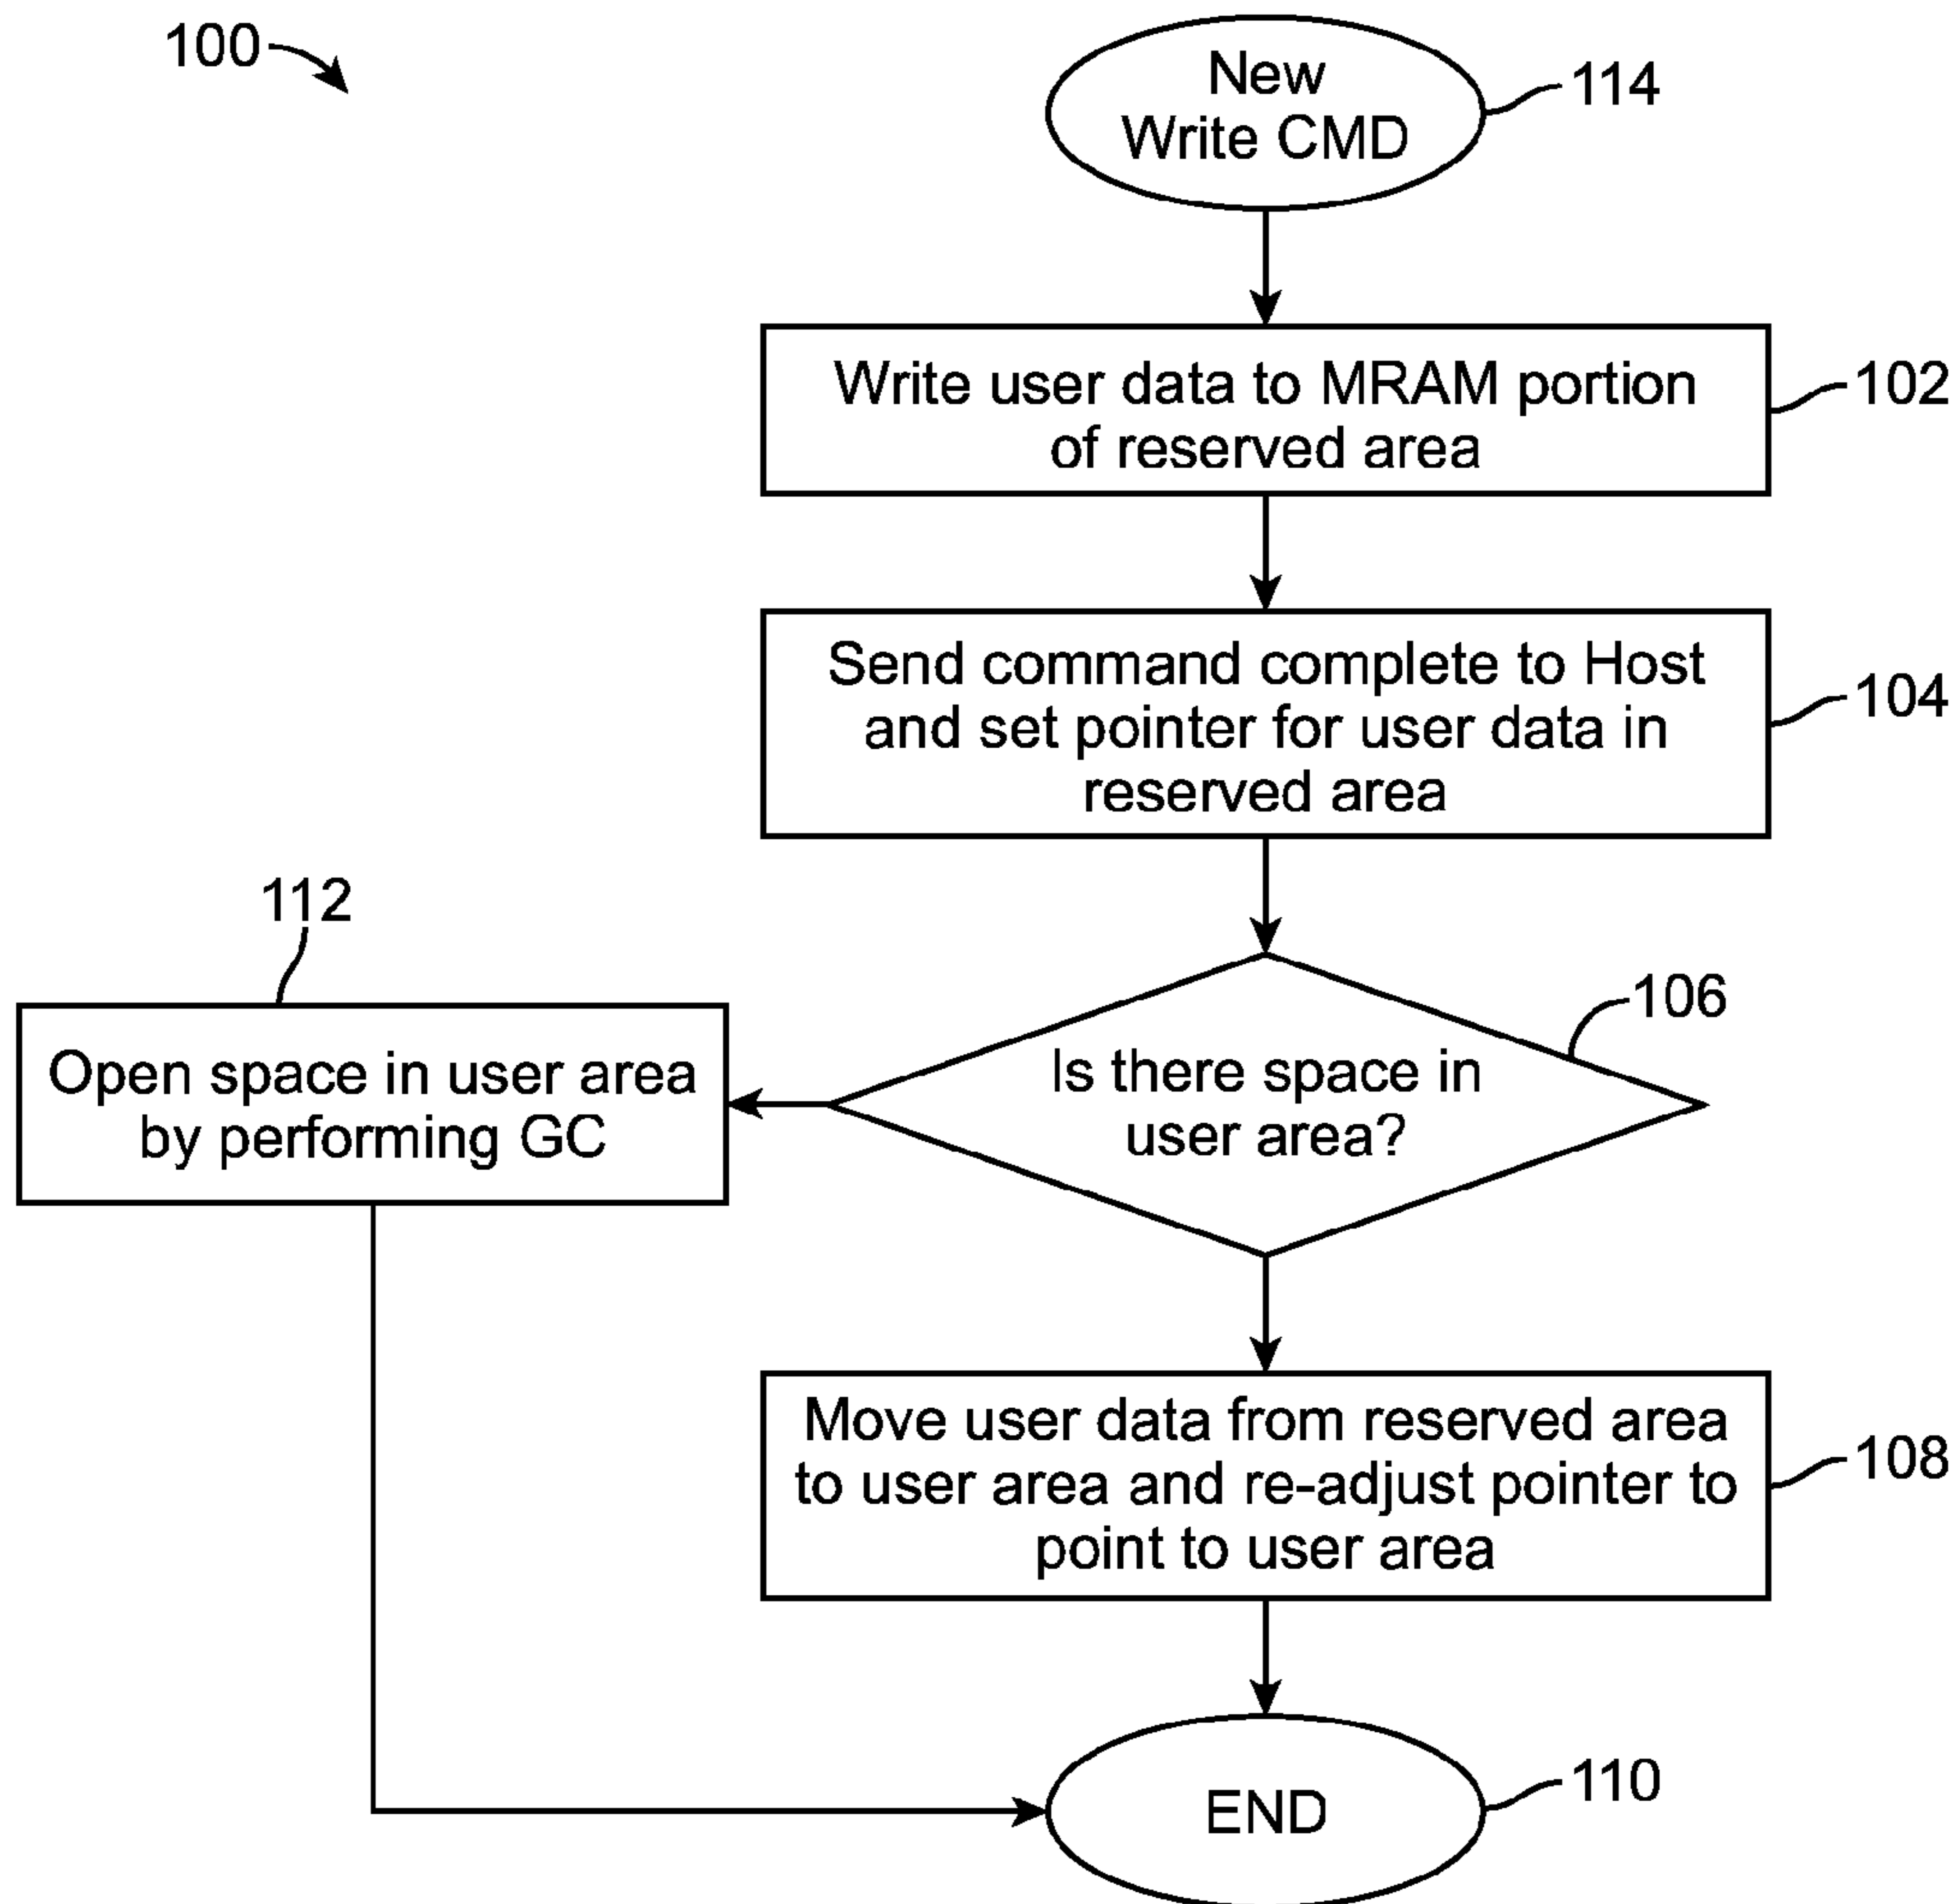 100
New
Write CMD
114
Write user data to MRAM portion
of reserved area
102
Send command complete to Host
and set pointer for user data in
reserved area
104
112
Open space in user area
by performing GC
106
Is there space in
user area?
Move user data from reserved area
to user area and re-adjust pointer to
point to user area
108
END
110